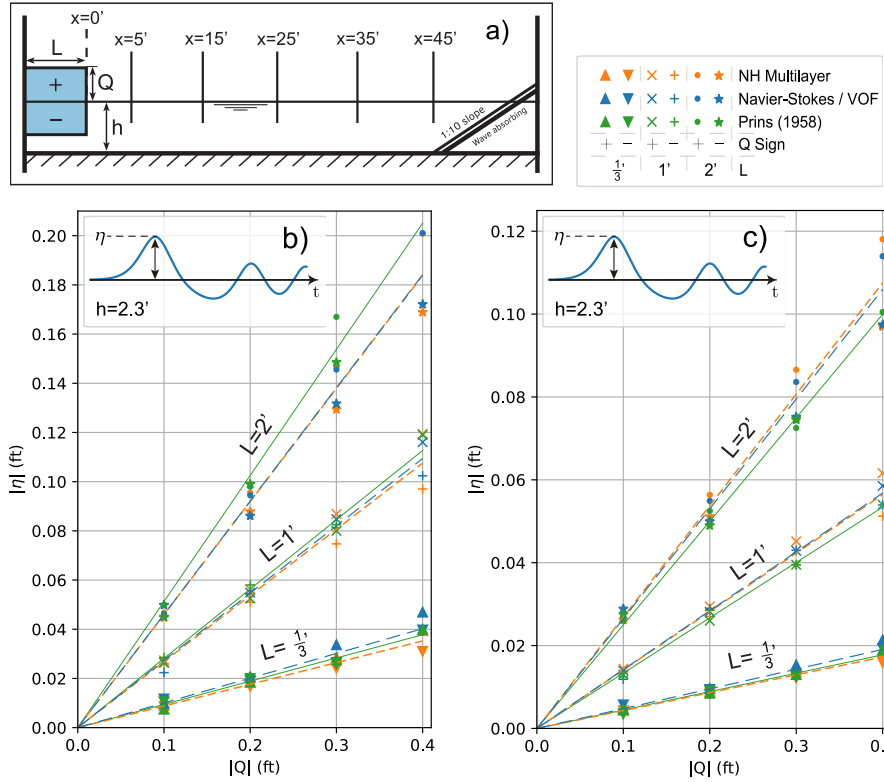 a)
x=0'
L
x=5'
x=15'
x=25'
x=35'
x=45'
+
Q
−
h
1:10 slope
Wave absorbing
NH Multilayer
Navier-Stokes / VOF
Prins (1958)
+ − + − + − Q Sign
1/3' 1' 2' L
b)
η
t
h=2.3'
L=2'
L=1'
L= 1/3'
0.20
0.18
0.16
0.14
0.12
0.10
0.08
0.06
0.04
0.02
0.00
|η| (ft)
0.0 0.1 0.2 0.3 0.4
|Q| (ft)
c)
η
t
h=2.3'
L=2'
L=1'
L= 1/3'
0.12
0.10
0.08
0.06
0.04
0.02
0.00
|η| (ft)
0.0 0.1 0.2 0.3
|Q| (ft)